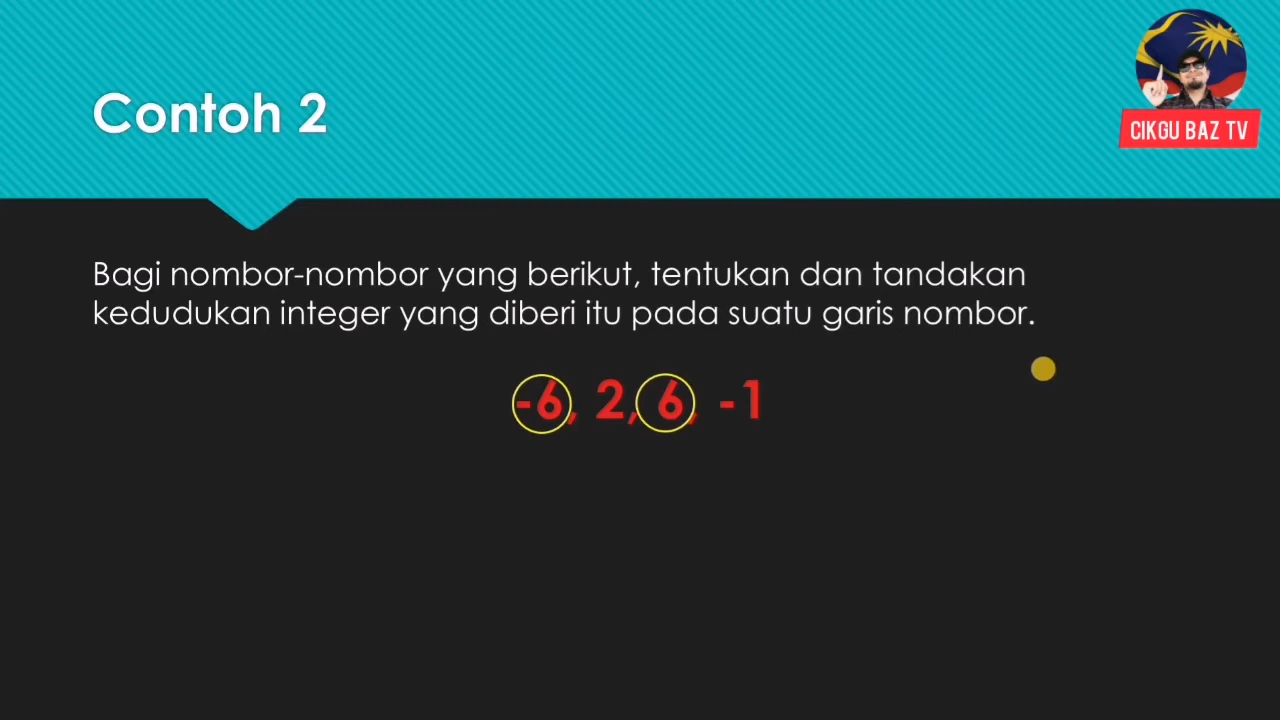 Contoh 2
CIKGU BAZ TV
Bagi nombor-nombor yang berikut, tentukan dan tandakan
kedudukan integer yang diberi itu pada suatu garis nombor.
-6, 2, 6, -1